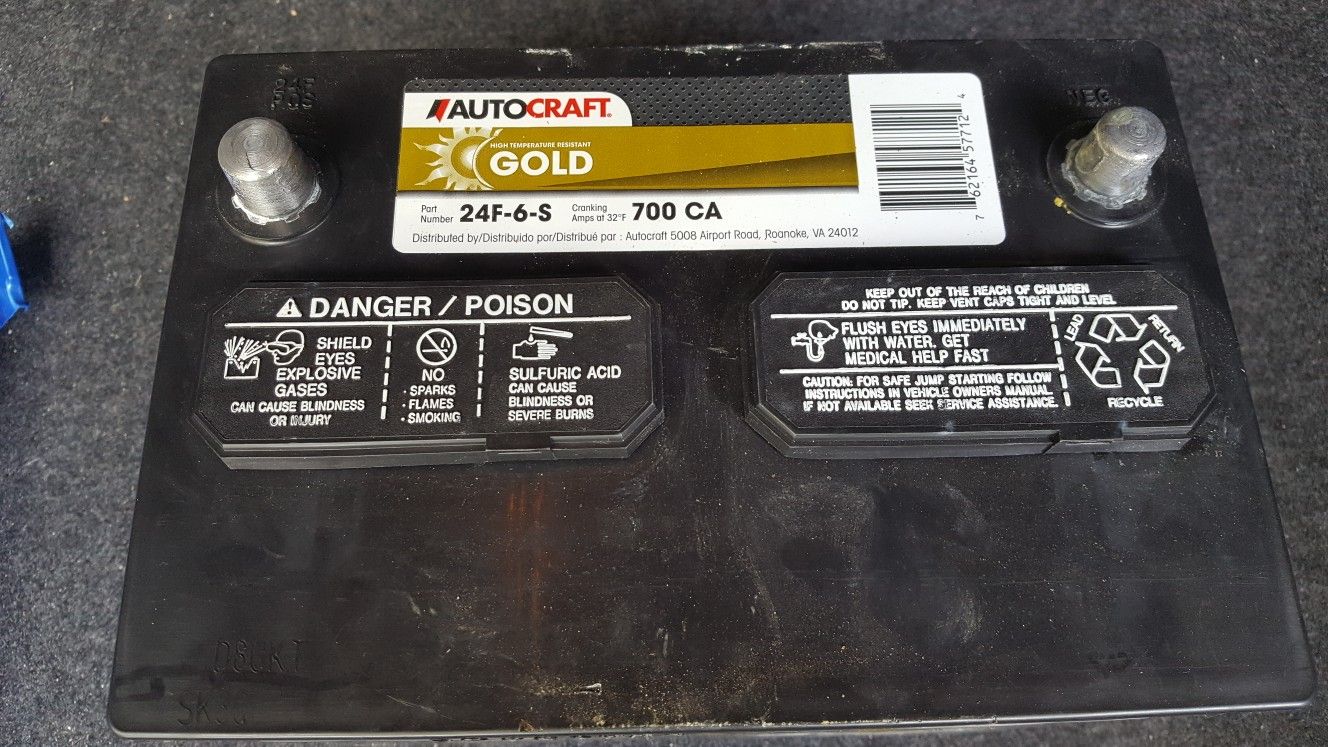 24F
POS
NEG
AUTOCRAFT®
HIGH TEMPERATURE RESISTANT
GOLD
Part Number 24F-6-S Cranking Amps at 32°F 700 CA
Distributed by/Distribuido por/Distribué par : Autocraft 5008 Airport Road, Roanoke, VA 24012
7 62164 57712 4
DANGER / POISON
SHIELD
EYES
EXPLOSIVE
GASES
CAN CAUSE BLINDNESS
OR INJURY
NO
• SPARKS
• FLAMES
• SMOKING
SULFURIC ACID
CAN CAUSE
BLINDNESS OR
SEVERE BURNS
KEEP OUT OF THE REACH OF CHILDREN
DO NOT TIP. KEEP VENT CAPS TIGHT AND LEVEL
FLUSH EYES IMMEDIATELY
WITH WATER. GET
MEDICAL HELP FAST
CAUTION: FOR SAFE JUMP STARTING FOLLOW
INSTRUCTIONS IN VEHICLE OWNERS MANUAL.
IF NOT AVAILABLE SEEK SERVICE ASSISTANCE.
LEAD
RETURN
RECYCLE